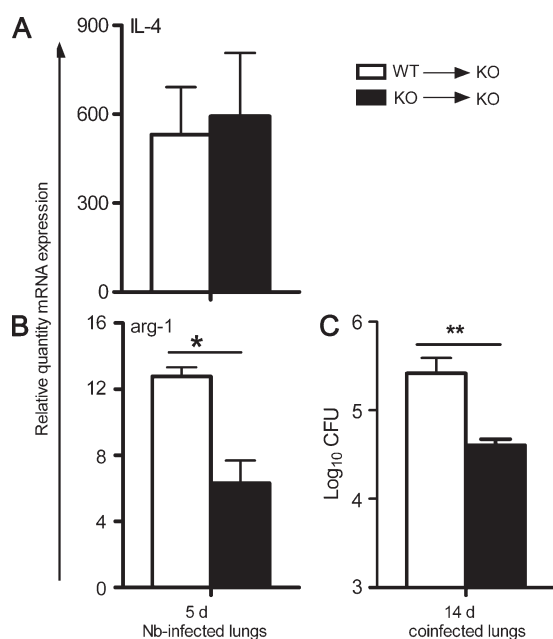 A
IL-4
900
600
300
0
WT → KO
KO → KO
Relative quantity mRNA expression
B
arg-1
16
12
8
4
0
*
5 d
Nb-infected lungs
C
6
5
4
3
**
Log10 CFU
14 d
coinfected lungs